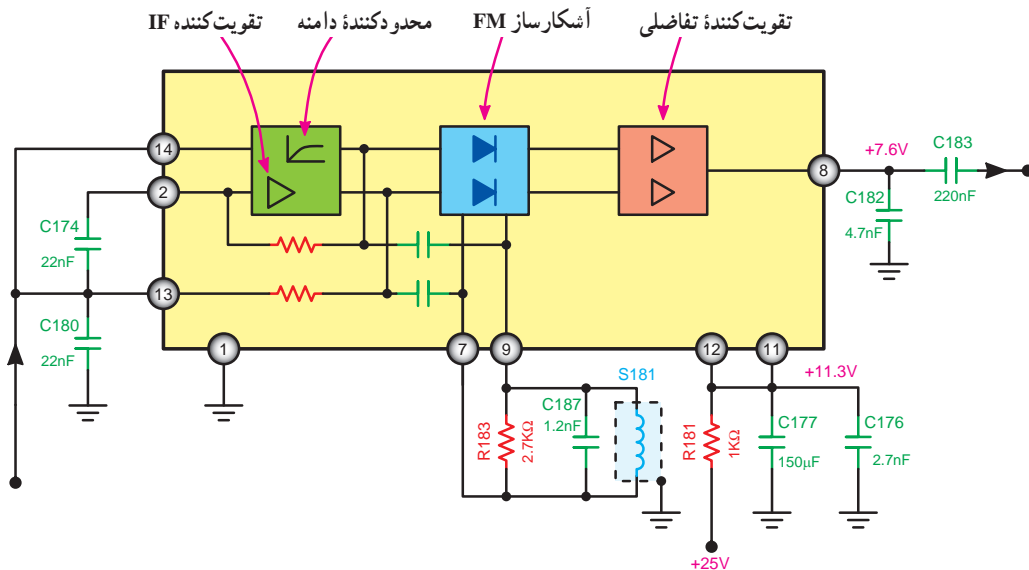 تقویت‌کننده IF
محدودکنندهٔ دامنه
آشکارساز FM
تقویت‌کنندهٔ تفاضلی
14
2
13
1
7
9
12
11
8
+7.6V
C183
220nF
C182
4.7nF
C174
22nF
C180
22nF
S181
C187
1.2nF
R183
2.7KΩ
R181
1KΩ
+11.3V
C177
150µF
C176
2.7nF
+25V